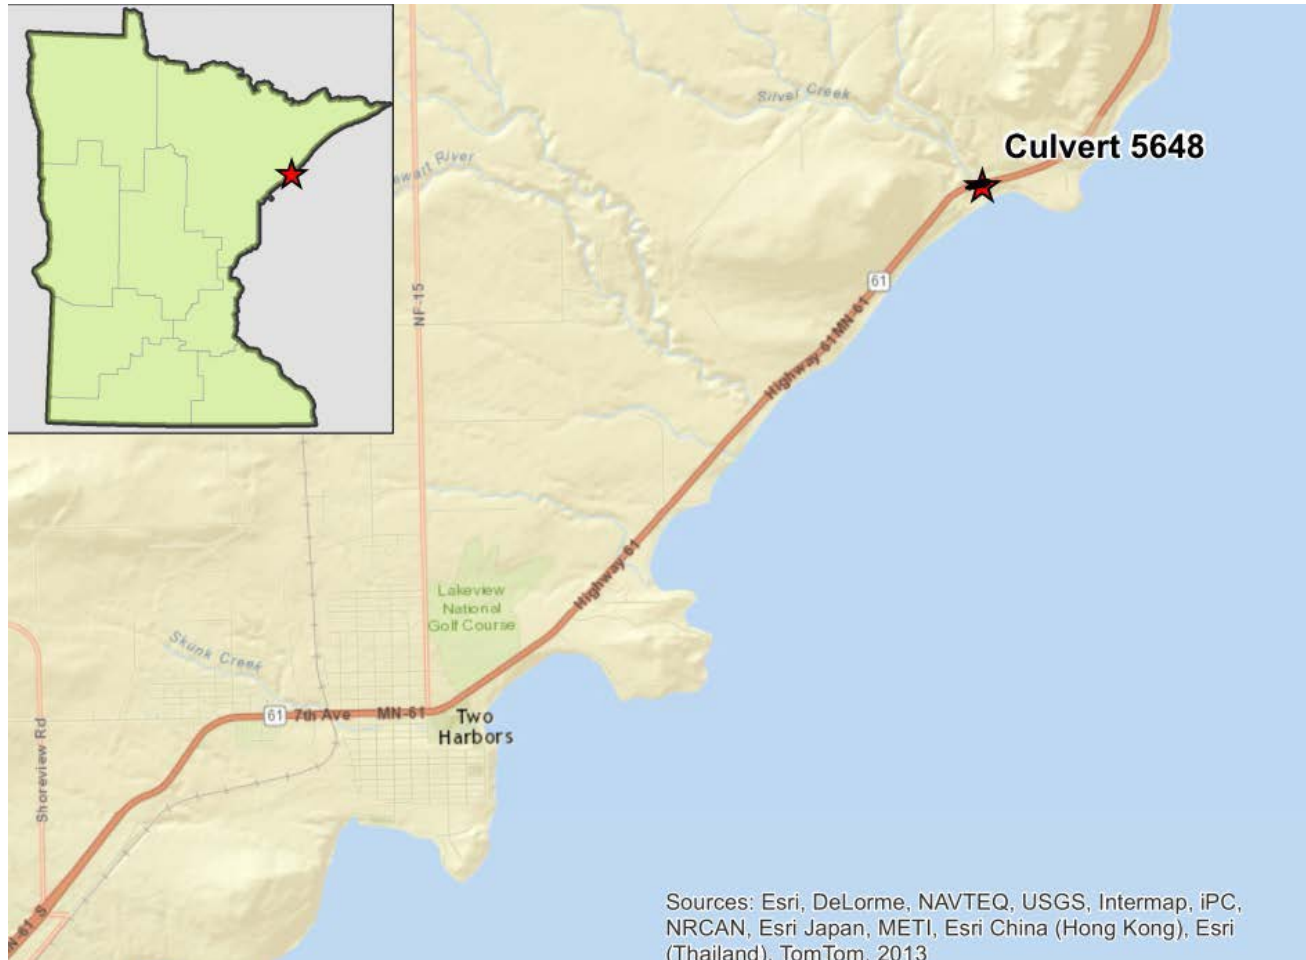 Silver Creek
Culvert 5648
ewart River
61
NF-15
Highway 61 MN-61
Highway 61
Lakeview
National
Golf Course
Skunk Creek
61
7th Ave
MN-61
Two
Harbors
Shoreview Rd
N-61 S
Sources: Esri, DeLorme, NAVTEQ, USGS, Intermap, iPC,
NRCAN, Esri Japan, METI, Esri China (Hong Kong), Esri
(Thailand), TomTom, 2013